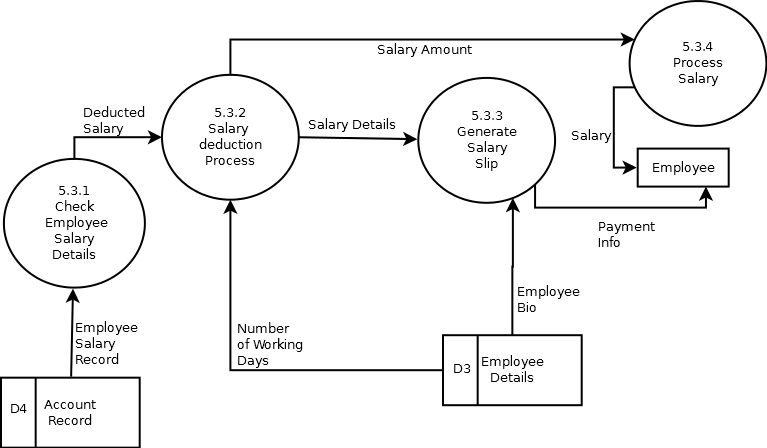 Salary Amount
5.3.4
Process
Salary
Deducted
Salary
5.3.2
Salary
deduction
Process
Salary Details
5.3.3
Generate
Salary
Slip
Salary
Employee
5.3.1
Check
Employee
Salary
Details
Payment
Info
Employee
Bio
Employee
Salary
Record
Number
of Working
Days
D3
Employee
Details
D4
Account
Record